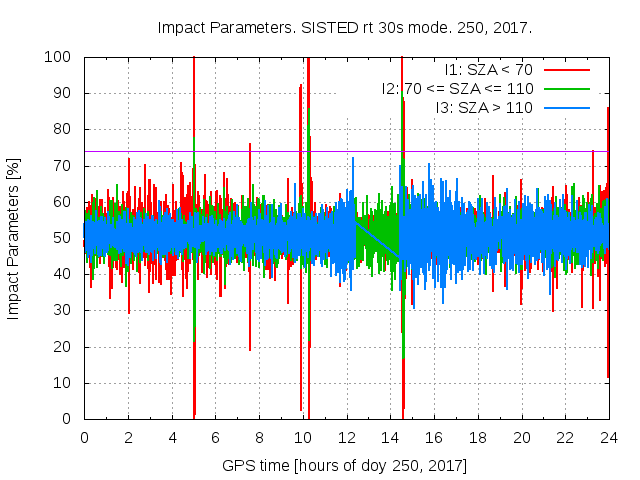 Impact Parameters. SISTED rt 30s mode. 250, 2017.
I1: SZA < 70
I2: 70 <= SZA <= 110
I3: SZA > 110
Impact Parameters [%]
100
90
80
70
60
50
40
30
20
10
0
0 2 4 6 8 10 12 14 16 18 20 22 24
GPS time [hours of doy 250, 2017]